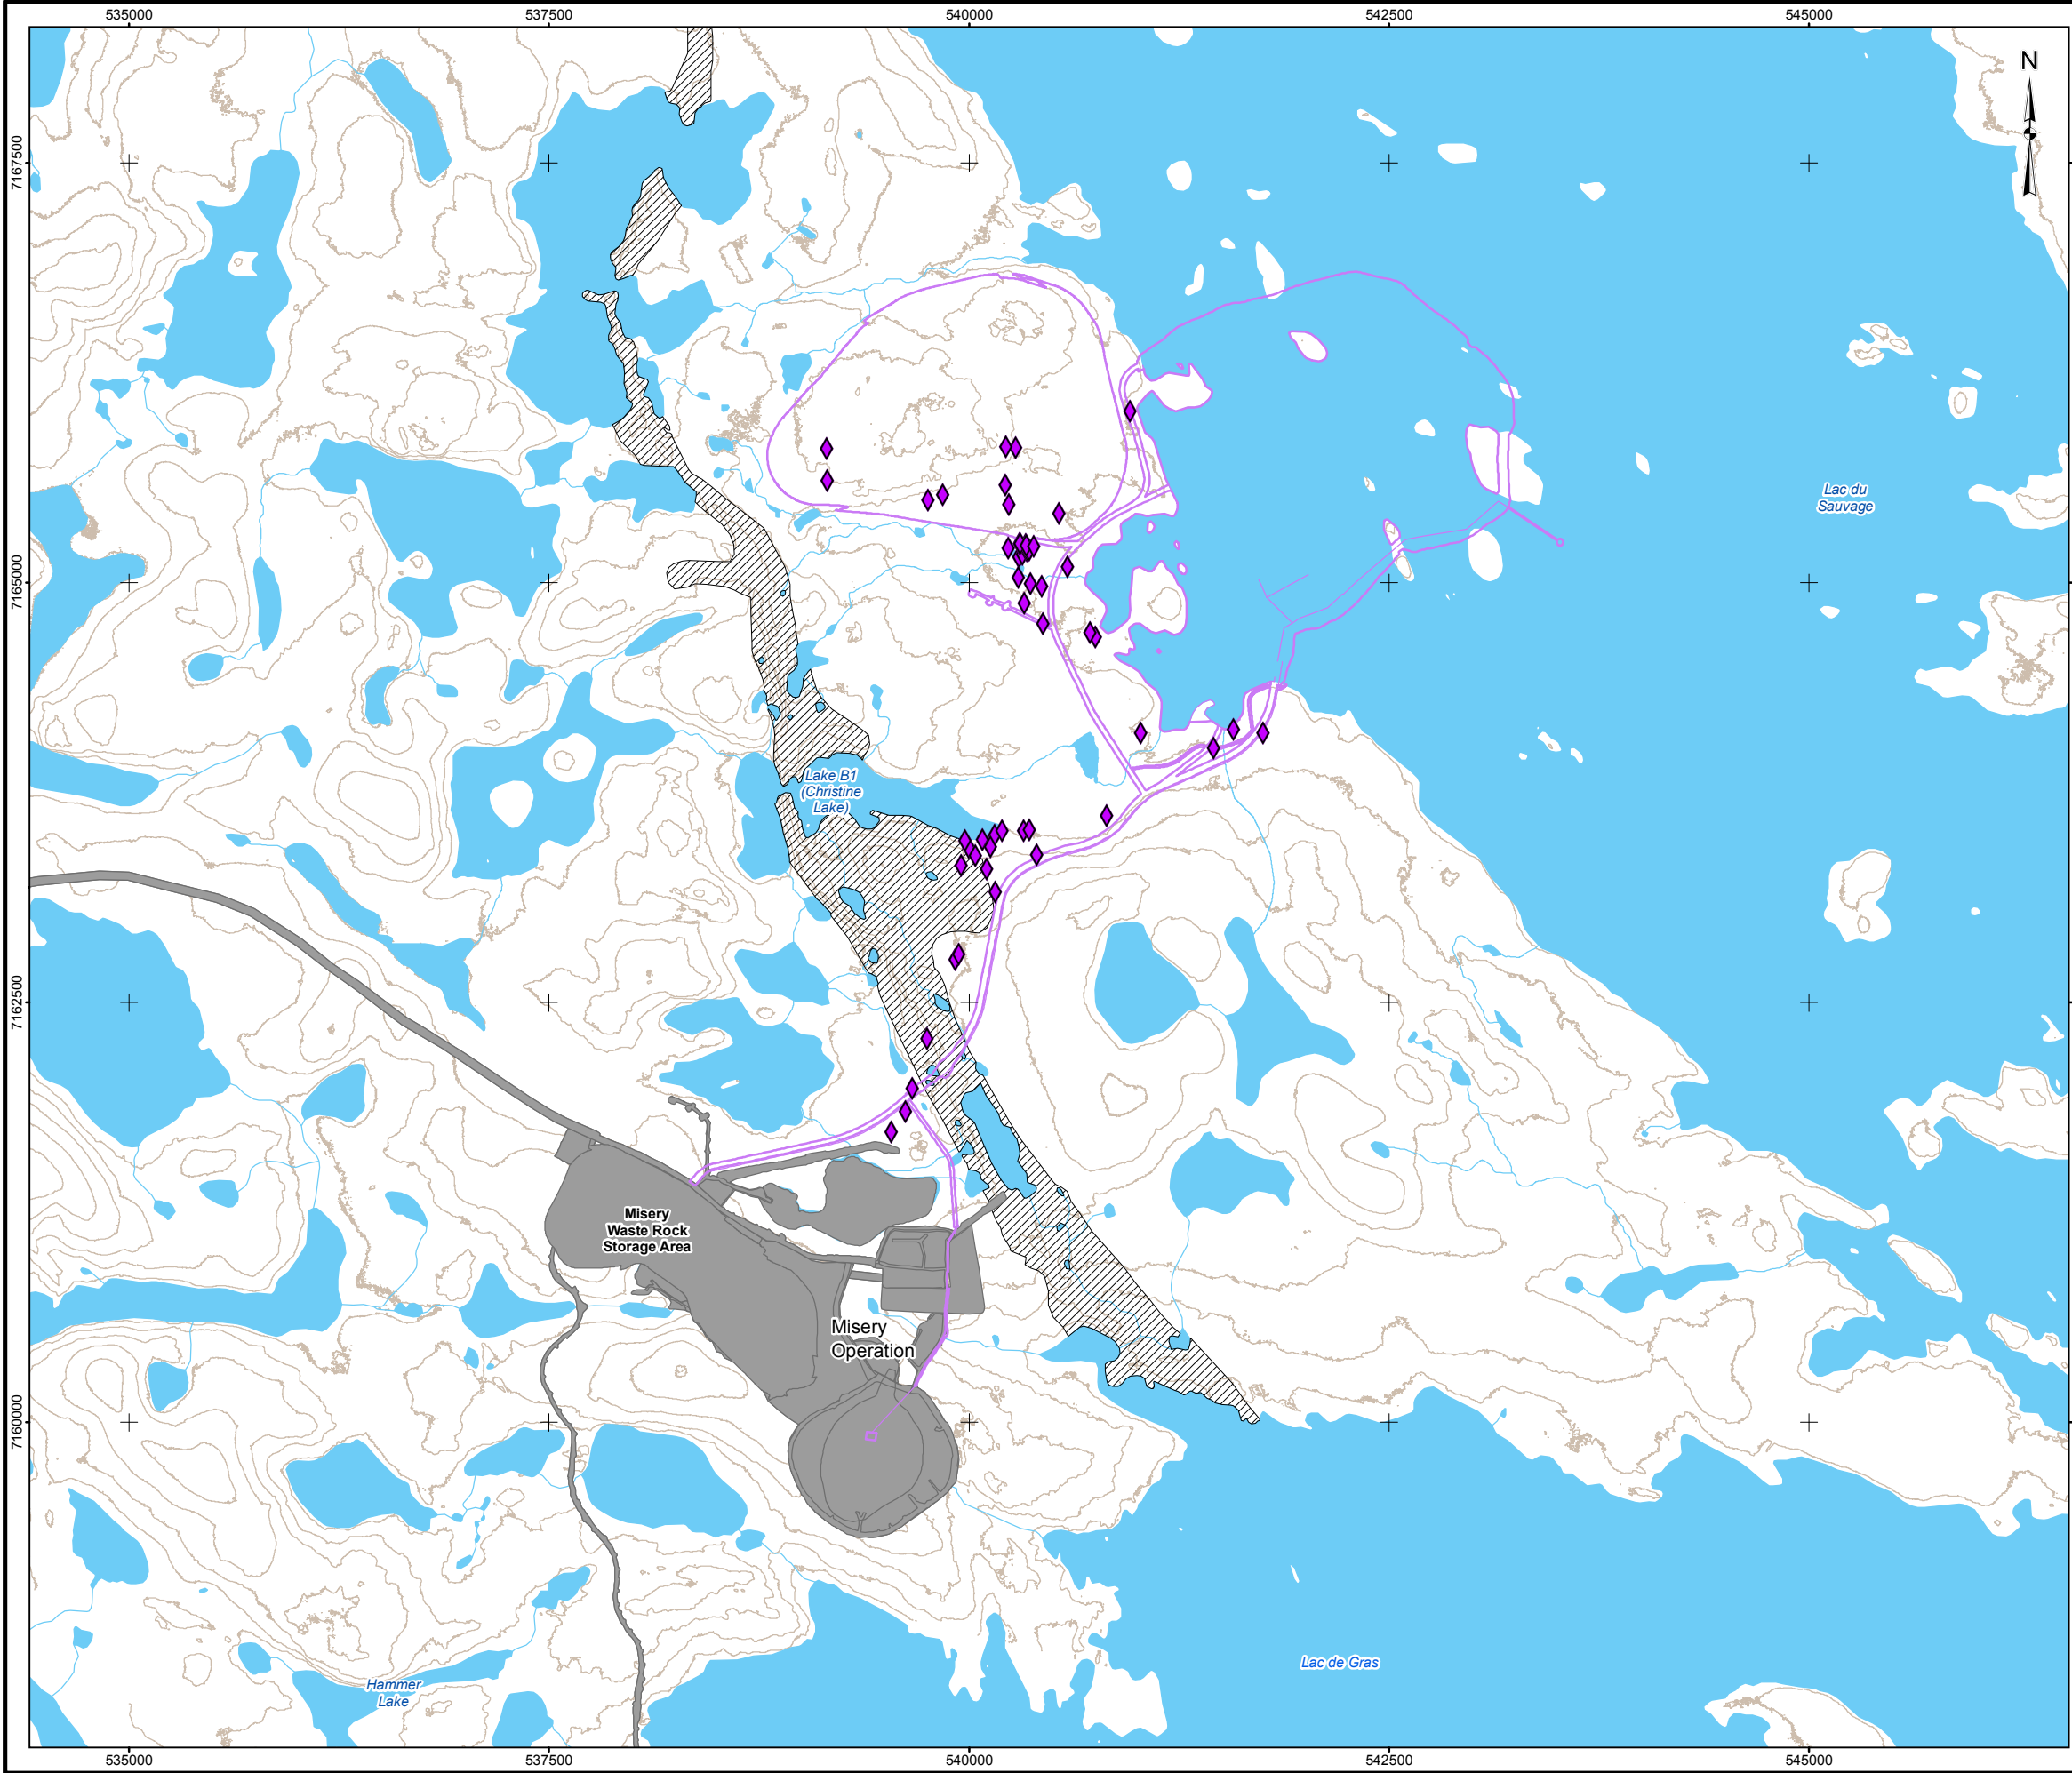 535000
537500
540000
542500
545000
N
7167500
Lac du
Sauvage
7165000
Lake B1
(Christine
Lake)
7162500
Misery
Waste Rock
Storage Area
Misery
Operation
7160000
Lac de Gras
Hammer
Lake
535000
537500
540000
542500
545000